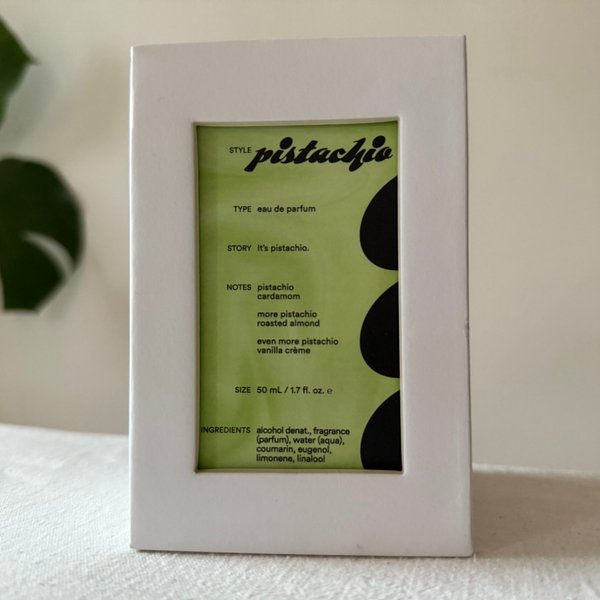 STYLE pistachio
TYPE eau de parfum
STORY It's pistachio.
NOTES pistachio
cardamom
more pistachio
roasted almond
even more pistachio
vanilla crème
SIZE 50 mL / 1.7 fl. oz. ℮
INGREDIENTS alcohol denat., fragrance
(parfum), water (aqua),
coumarin, eugenol,
limonene, linalool